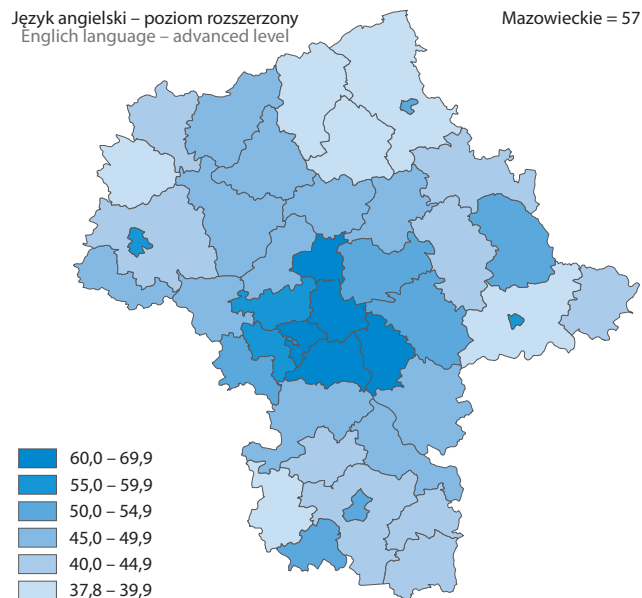 Język angielski – poziom rozszerzony
Englich language – advanced level
Mazowieckie = 57
60,0 – 69,9
55,0 – 59,9
50,0 – 54,9
45,0 – 49,9
40,0 – 44,9
37,8 – 39,9